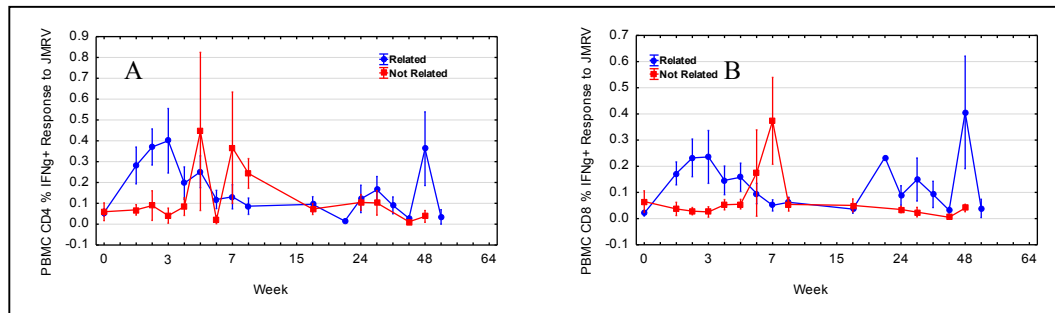 PBMC CD4 % IFNg+ Response to JMRV
0.9
0.8
0.7
0.6
0.5
0.4
0.3
0.2
0.1
0.0
-0.1
A
Related
Not Related
0 3 7 15 24 48 64
Week
PBMC CD8 % IFNg+ Response to JMRV
0.7
0.6
0.5
0.4
0.3
0.2
0.1
0.0
-0.1
Related
Not Related
B
0 3 7 15 24 48 64
Week